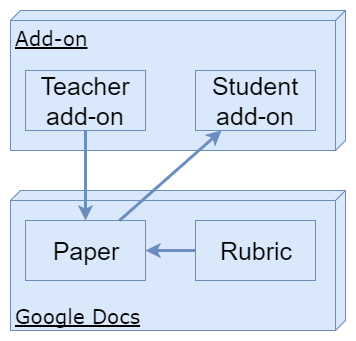 Add-on
Teacher
add-on
Student
add-on
Paper
Rubric
Google Docs